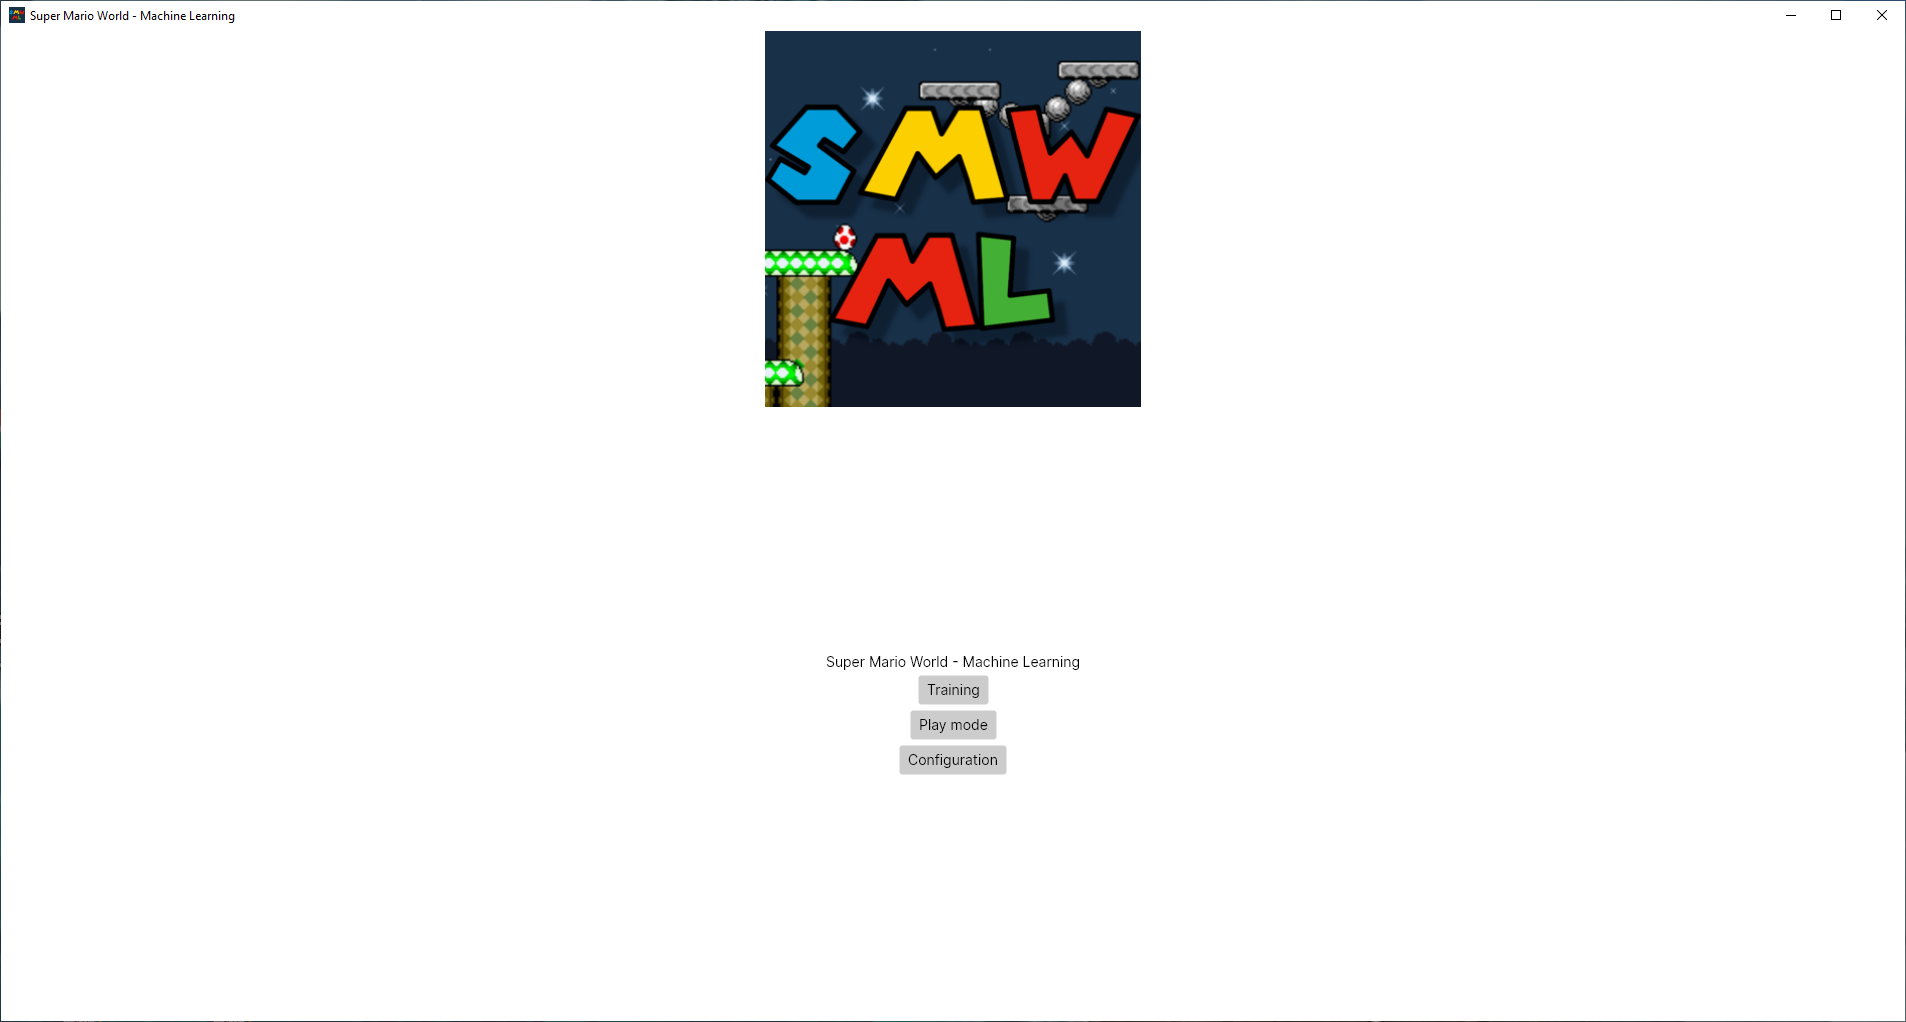 Super Mario World - Machine Learning
SMW
ML
Super Mario World - Machine Learning
Training
Play mode
Configuration